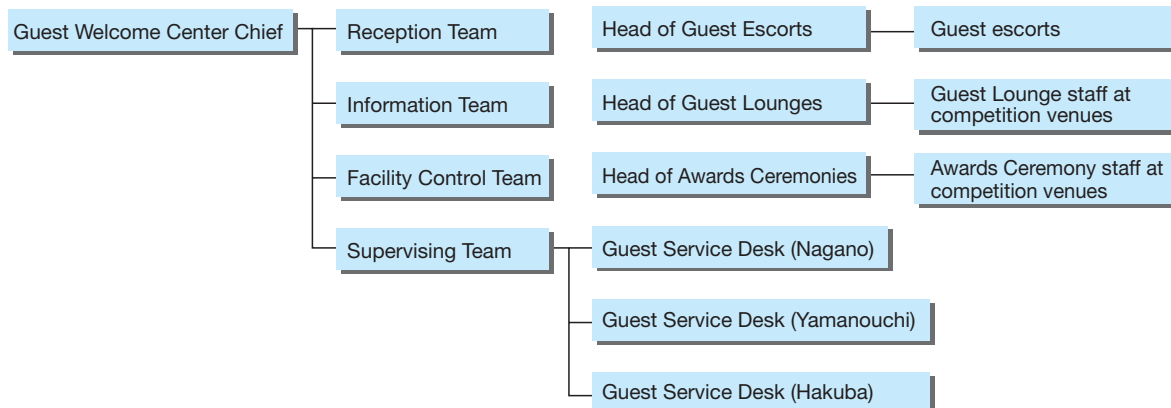 Guest Welcome Center Chief
Reception Team
Head of Guest Escorts
Guest escorts
Information Team
Head of Guest Lounges
Guest Lounge staff at
competition venues
Facility Control Team
Head of Awards Ceremonies
Awards Ceremony staff at
competition venues
Supervising Team
Guest Service Desk (Nagano)
Guest Service Desk (Yamanouchi)
Guest Service Desk (Hakuba)